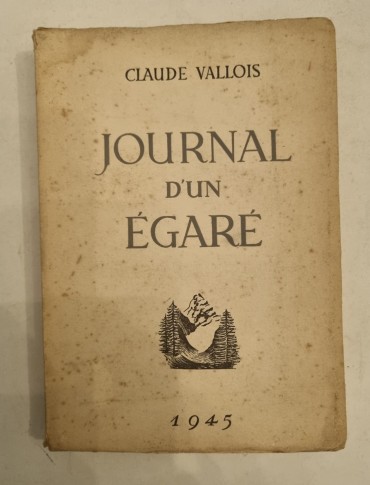 CLAUDE VALLOIS
JOURNAL
D'UN
ÉGARÉ
1945